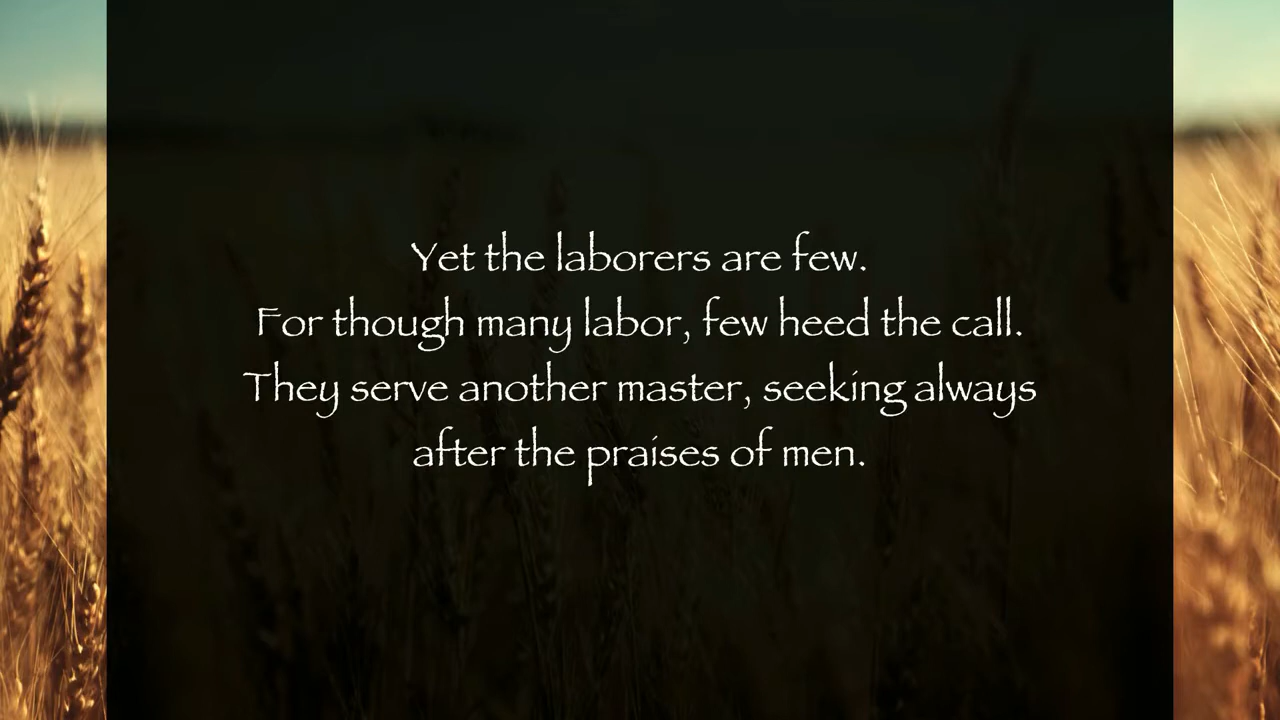 Yet the laborers are few.
For though many labor, few heed the call.
They serve another master, seeking always
after the praises of men.